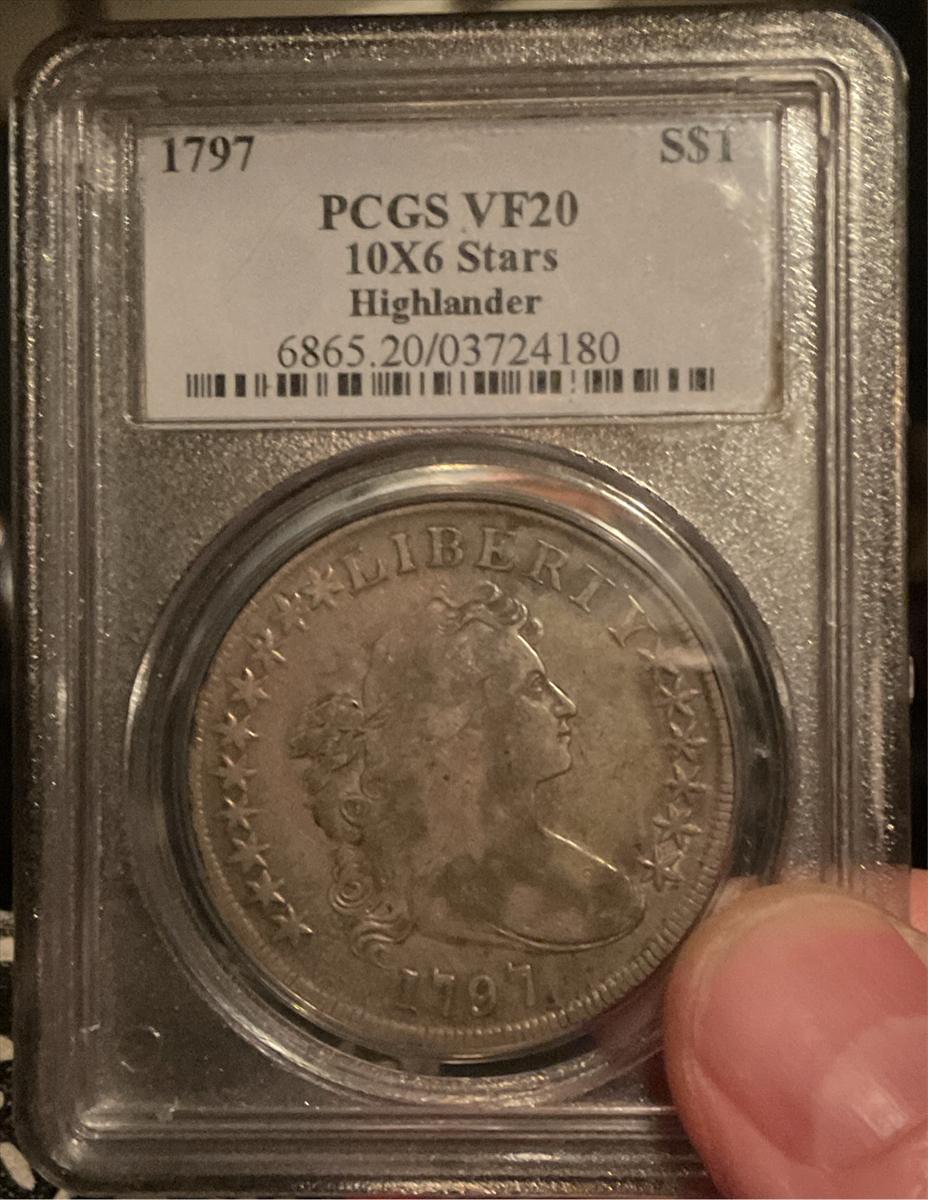 1797 S$1
PCGS VF20
10X6 Stars
Highlander
6865.20/03724180
LIBERTY
1797